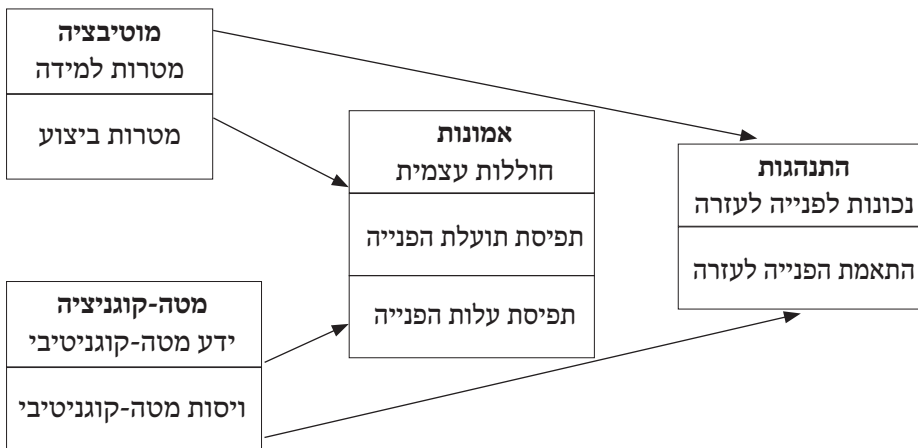 מוטיבציה
מטרות למידה
מטרות ביצוע
אמונות
חוללות עצמית
תפיסת תועלת הפנייה
תפיסת עלות הפנייה
התנהגות
נכונות לפנייה לעזרה
התאמת הפנייה לעזרה
מטה-קוגניציה
ידע מטה-קוגניטיבי
ויסות מטה-קוגניטיבי